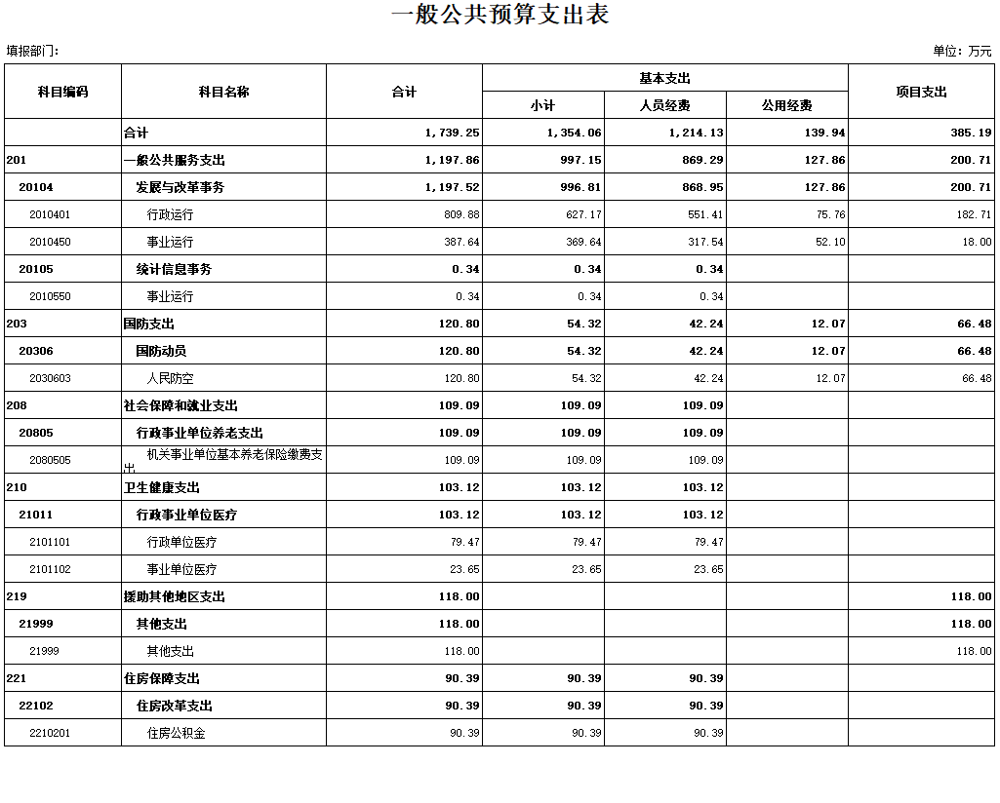 一般公共预算支出表
填报部门： 单位：万元
科目编码 科目名称 合计 基本支出 项目支出
小计 人员经费 公用经费
合计 1,739.25 1,354.06 1,214.13 139.94 385.19
201 一般公共服务支出 1,197.86 997.15 869.29 127.86 200.71
20104 发展与改革事务 1,197.52 996.81 868.95 127.86 200.71
2010401 行政运行 809.88 627.17 551.41 75.76 182.71
2010450 事业运行 387.64 369.64 317.54 52.10 18.00
20105 统计信息事务 0.34 0.34 0.34
2010550 事业运行 0.34 0.34 0.34
203 国防支出 120.80 54.32 42.24 12.07 66.48
20306 国防动员 120.80 54.32 42.24 12.07 66.48
2030603 人民防空 120.80 54.32 42.24 12.07 66.48
208 社会保障和就业支出 109.09 109.09 109.09
20805 行政事业单位养老支出 109.09 109.09 109.09
2080505 机关事业单位基本养老保险缴费支 109.09 109.09 109.09
出
210 卫生健康支出 103.12 103.12 103.12
21011 行政事业单位医疗 103.12 103.12 103.12
2101101 行政单位医疗 79.47 79.47 79.47
2101102 事业单位医疗 23.65 23.65 23.65
219 援助其他地区支出 118.00 118.00
21999 其他支出 118.00 118.00
21999 其他支出 118.00 118.00
221 住房保障支出 90.39 90.39 90.39
22102 住房改革支出 90.39 90.39 90.39
2210201 住房公积金 90.39 90.39 90.39